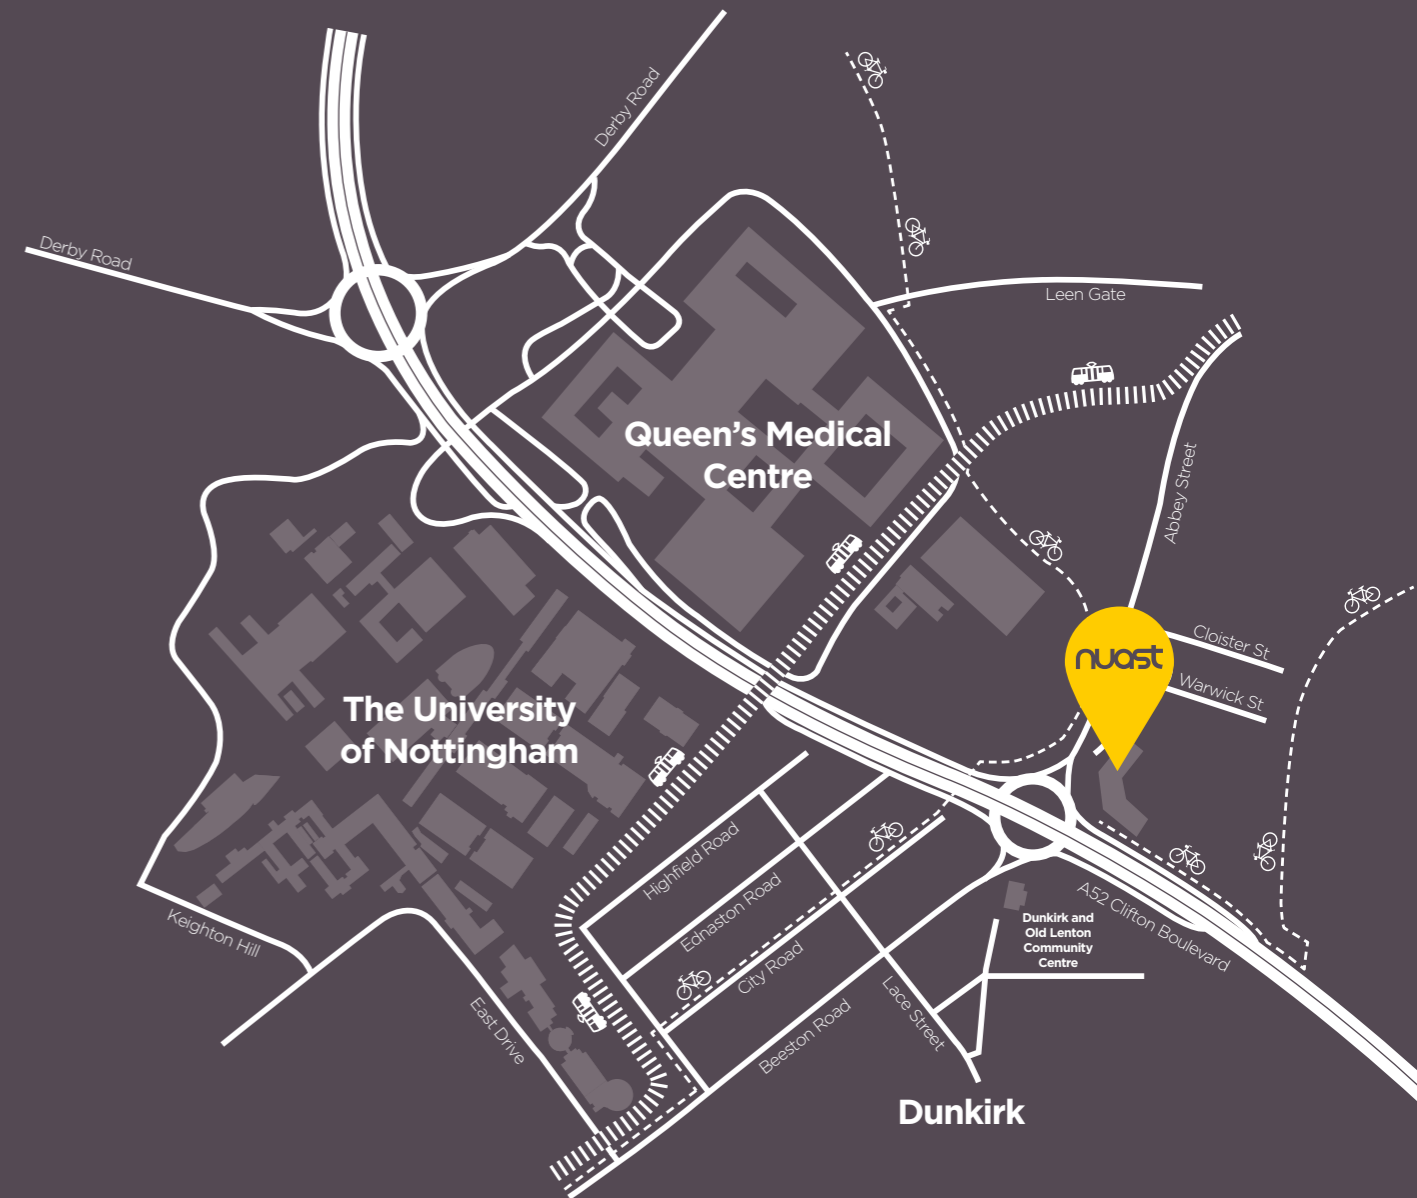 Derby Road
Derby Road
Leen Gate
Queen's Medical
Centre
Abbey Street
Cloister St
nuast
Warwick St
The University
of Nottingham
Highfield Road
Ednaston Road
A52 Clifton Boulevard
Keighton Hill
Dunkirk and
Old Lenton
Community
Centre
City Road
Lace Street
East Drive
Beeston Road
Dunkirk